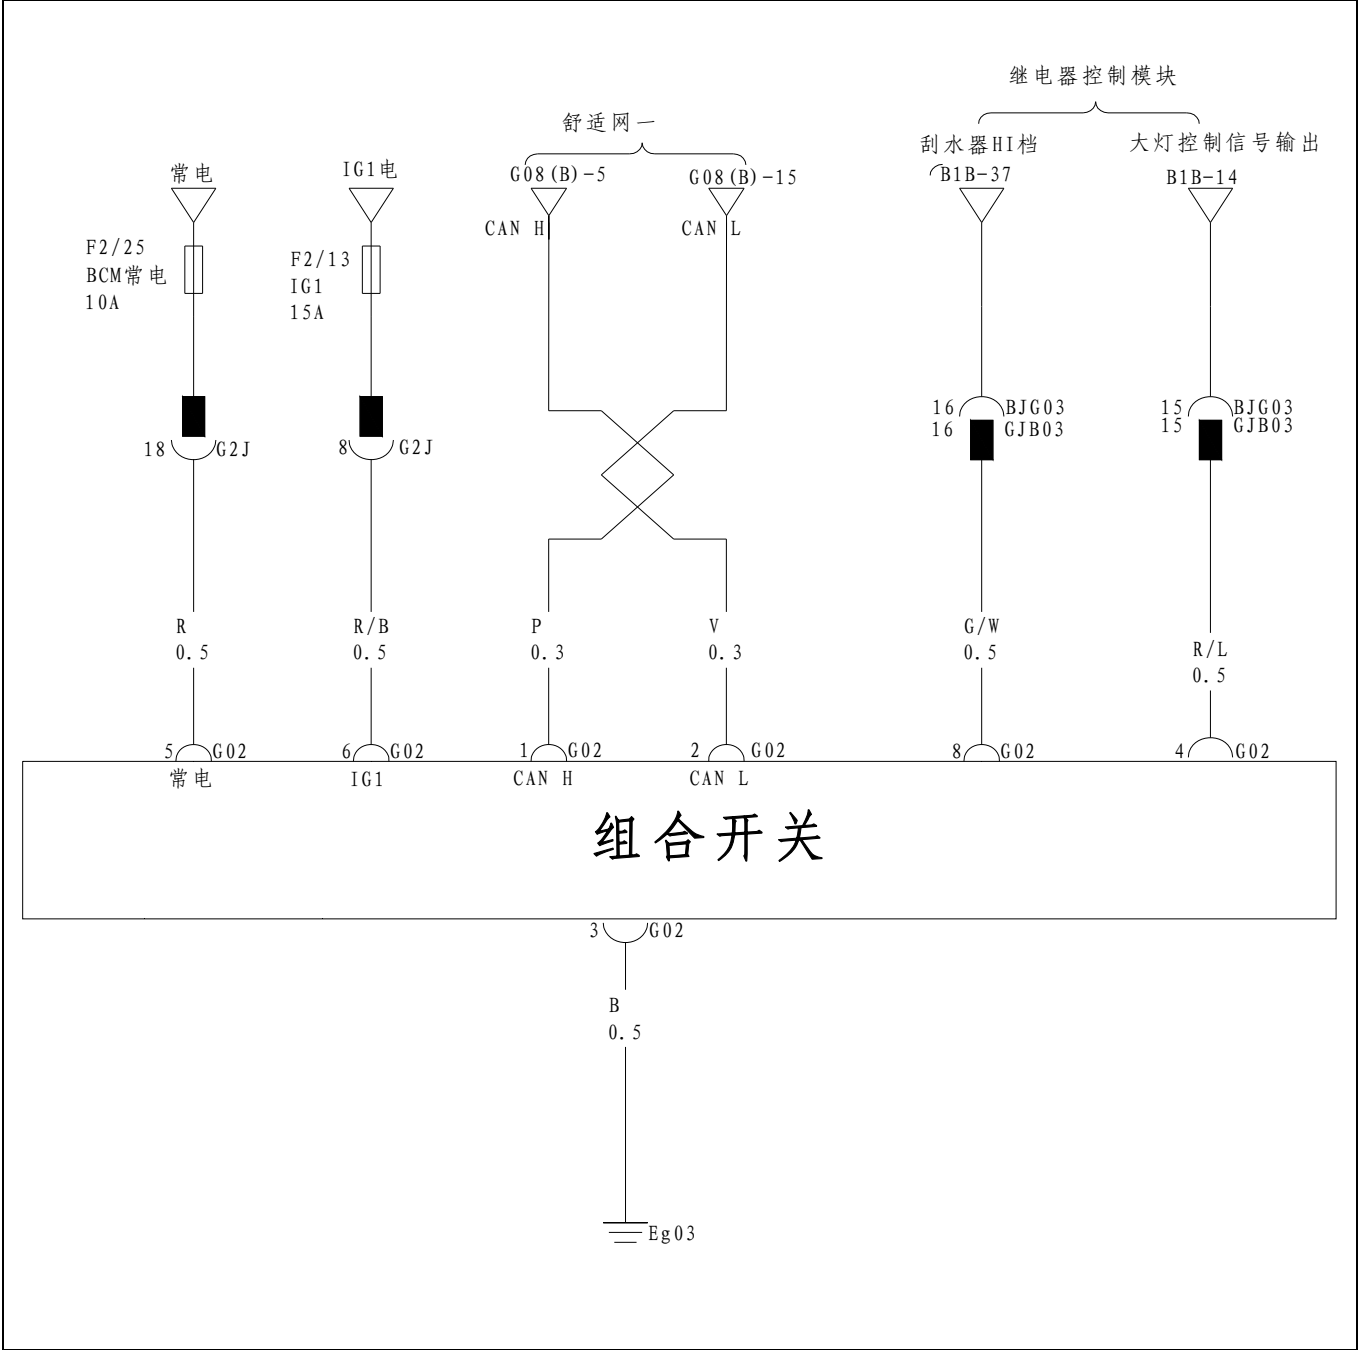 继电器控制模块
舒适网一
刮水器HI档
大灯控制信号输出
常电
IG1电
G08(B)-5
G08(B)-15
B1B-37
B1B-14
CAN H
CAN L
F2/25
BCM常电
10A
F2/13
IG1
15A
18
G2J
8
G2J
16
BJG03
16
GJB03
15
BJG03
15
GJB03
R
0.5
R/B
0.5
P
0.3
V
0.3
G/W
0.5
R/L
0.5
5
G02
6
G02
1
G02
2
G02
8
G02
4
G02
常电
IG1
CAN H
CAN L
组合开关
3
G02
B
0.5
Eg03